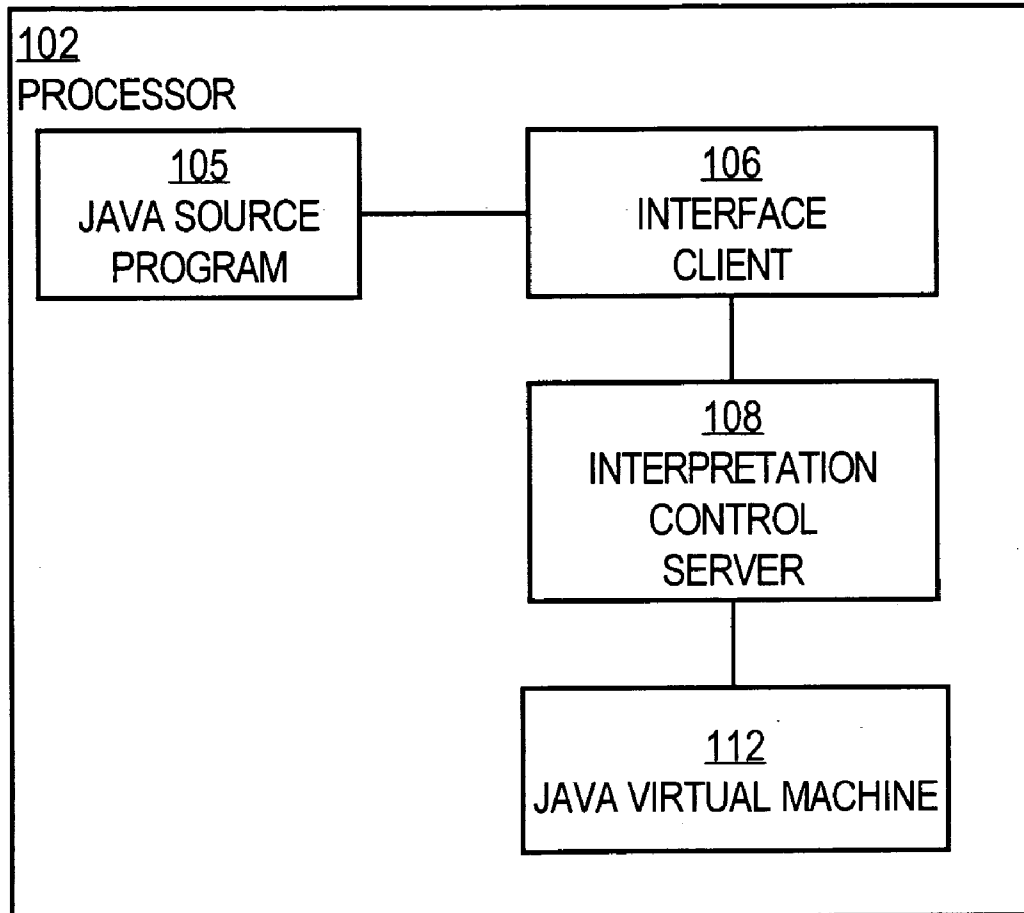 102
PROCESSOR
105
JAVA SOURCE
PROGRAM
106
INTERFACE
CLIENT
108
INTERPRETATION
CONTROL
SERVER
112
JAVA VIRTUAL MACHINE